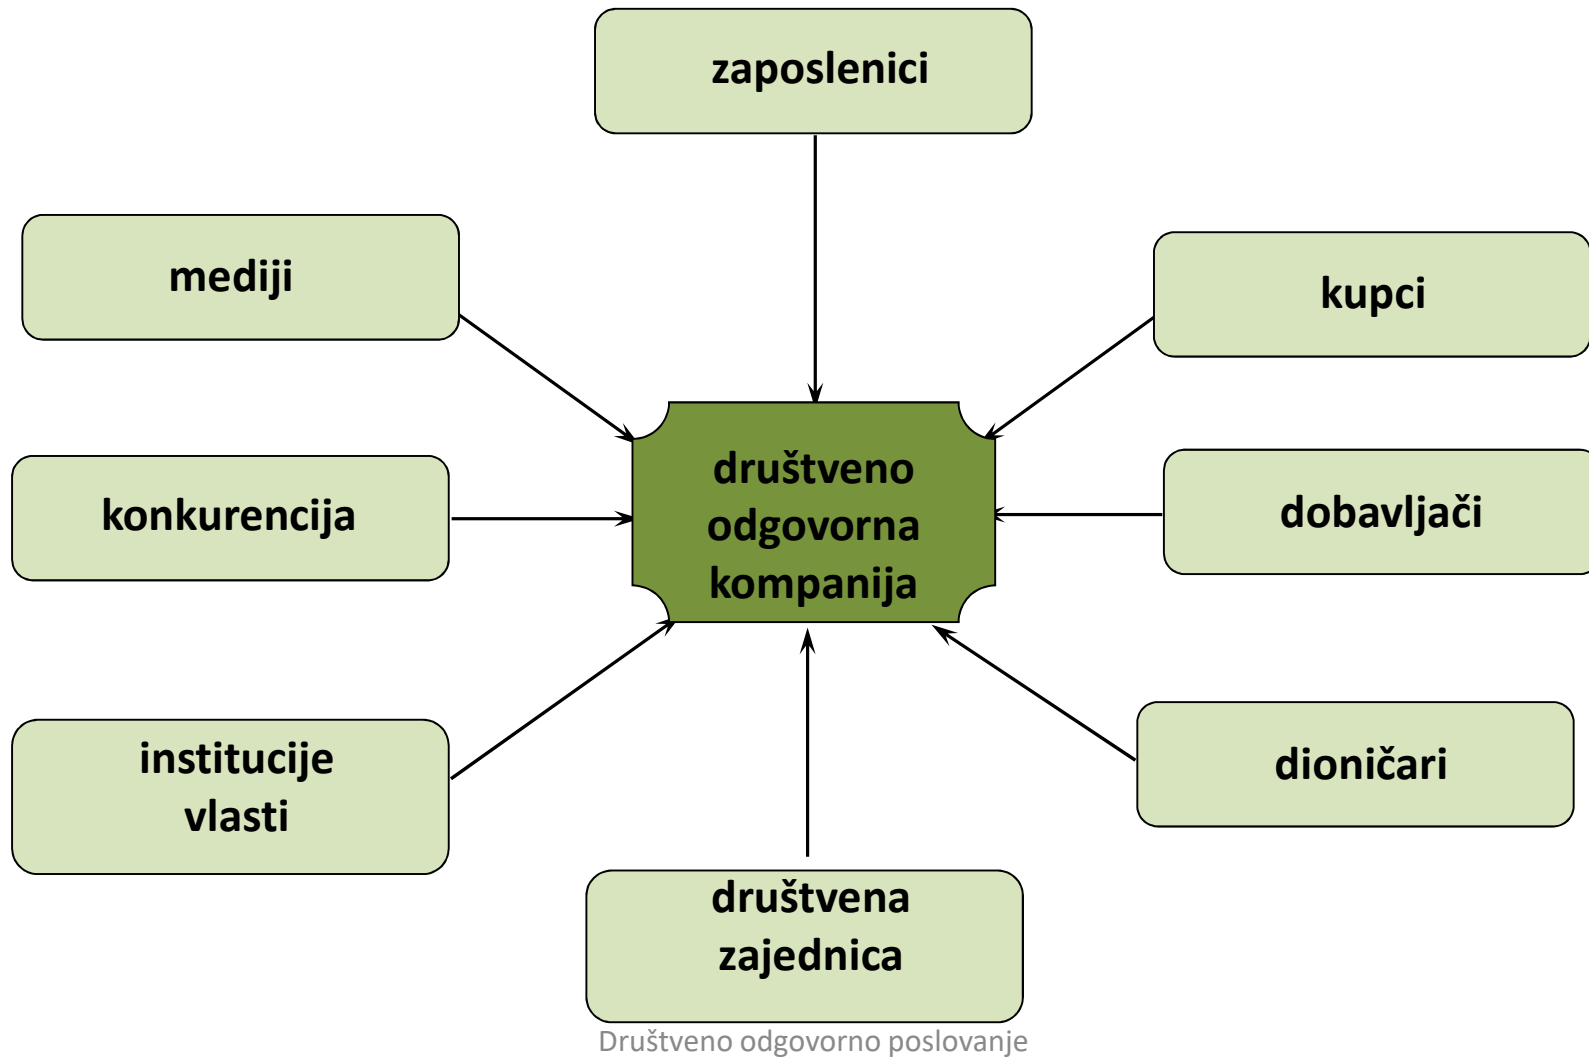 zaposlenici
mediji
kupci
društveno
odgovorna
kompanija
konkurencija
dobavljači
institucije
vlasti
dioničari
društvena
zajednica
Društveno odgovorno poslovanje